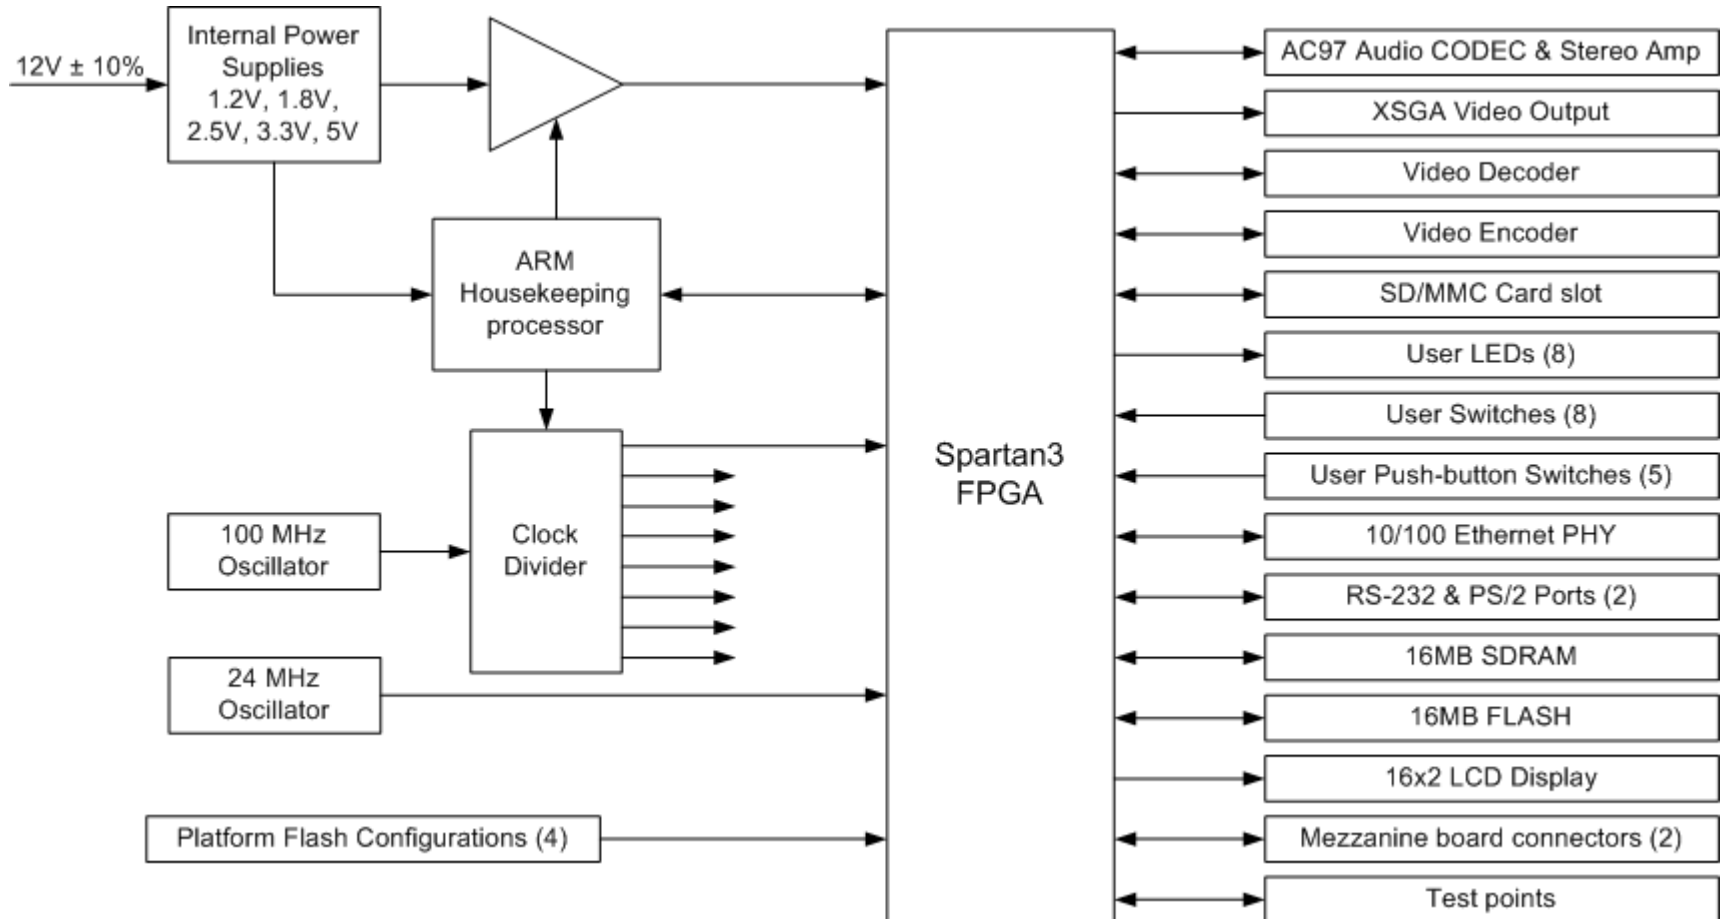 12V ± 10%
Internal Power
Supplies
1.2V, 1.8V,
2.5V, 3.3V, 5V
ARM
Housekeeping
processor
100 MHz
Oscillator
Clock
Divider
24 MHz
Oscillator
Platform Flash Configurations (4)
Spartan3
FPGA
AC97 Audio CODEC & Stereo Amp
XSGA Video Output
Video Decoder
Video Encoder
SD/MMC Card slot
User LEDs (8)
User Switches (8)
User Push-button Switches (5)
10/100 Ethernet PHY
RS-232 & PS/2 Ports (2)
16MB SDRAM
16MB FLASH
16x2 LCD Display
Mezzanine board connectors (2)
Test points